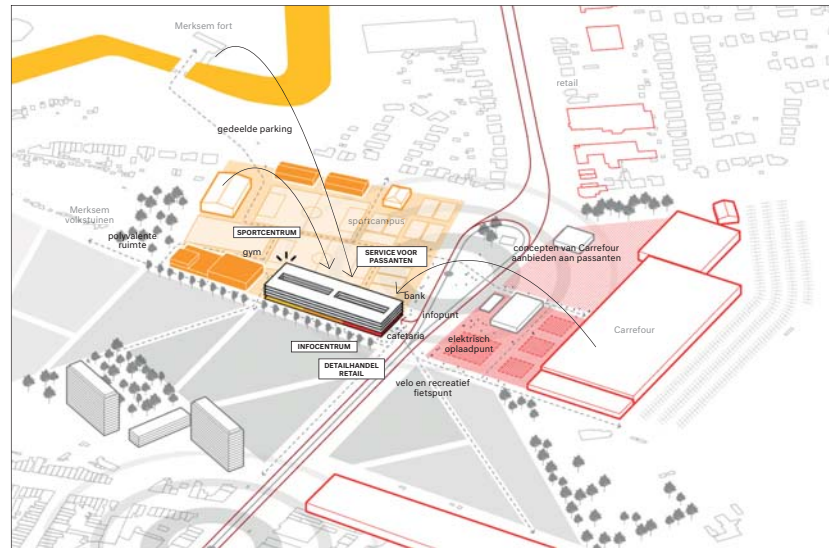 Merksem fort
retail
gedeelde parking
Merksem
volkstuinen
sportcampus
polyvalente
ruimte
SPORTCENTRUM
gym
SERVICE VOOR
PASSANTEN
concepten van Carrefour
aanbieden aan passanten
bank
infopunt
Carrefour
cafetaria
elektrisch
oplaadpunt
INFOCENTRUM
DETAILHANDEL
RETAIL
velo en recreatief
fietspunt